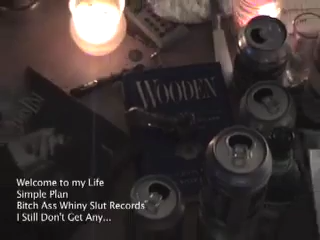 WOODEN
Welcome to my Life
Simple Plan
Bitch Ass Whiny Slut Records
I Still Don't Get Any...